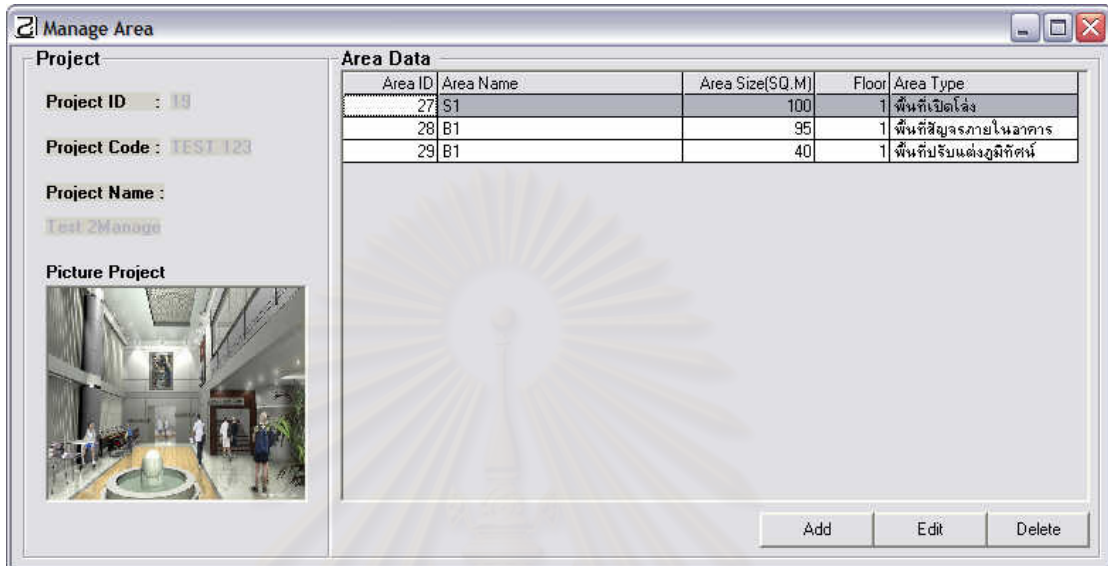 Manage Area
Project
Project ID : 19
Project Code : TEST 123
Project Name :
Test 2Manage
Picture Project
Area Data
Area ID Area Name Area Size(SQ.M) Floor Area Type
27 S1 100 1 พื้นที่เปิดโล่ง
28 B1 95 1 พื้นที่สัญจรภายในอาคาร
29 B1 40 1 พื้นที่ปรับแต่งภูมิทัศน์
Add Edit Delete